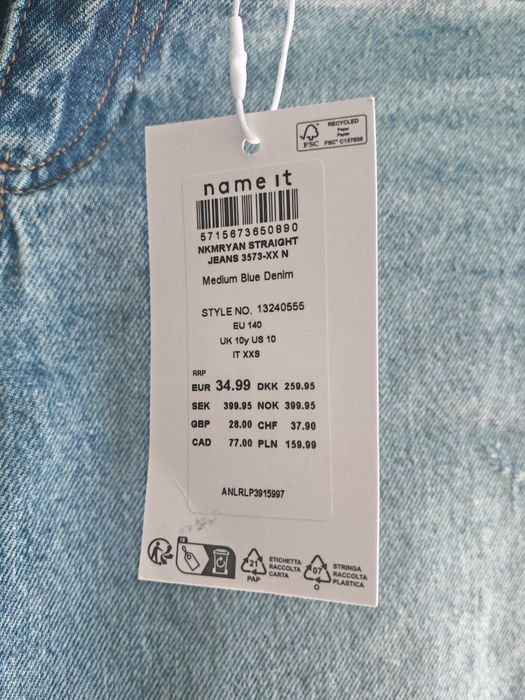 RECYCLED
Paper
Papier
FSC
FSC® C137838
name it
5715673650890
NKMRYAN STRAIGHT
JEANS 3573-XX N
Medium Blue Denim
STYLE NO. 13240555
EU 140
UK 10y US 10
IT XXS
RRP
EUR 34.99 DKK 259.95
SEK 399.95 NOK 399.95
GBP 28.00 CHF 37.90
CAD 77.00 PLN 159.99
ANLRLP3915997
FR
21
PAP
ETICHETTA
RACCOLTA
CARTA
07
O
STRINGA
RACCOLTA
PLASTICA